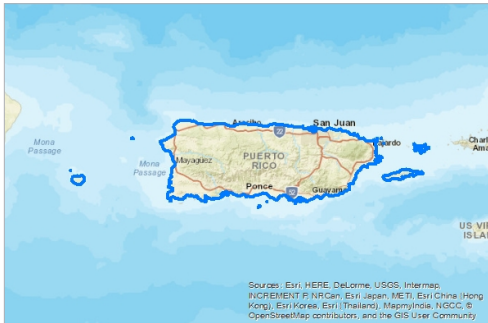 San Juan
Mona
Passage
Mona
Passage
Mayagüez
PUERTO
RICO
Ponce
Guayama
Charl
Ama
US VI
ISLA
Sources: Esri, HERE, DeLorme, USGS, Intermap,
INCREMENT P, NRCan, Esri Japan, METI, Esri China (Hong
Kong), Esri Korea, Esri (Thailand), MapmyIndia, NGCC, ©
OpenStreetMap contributors, and the GIS User Community